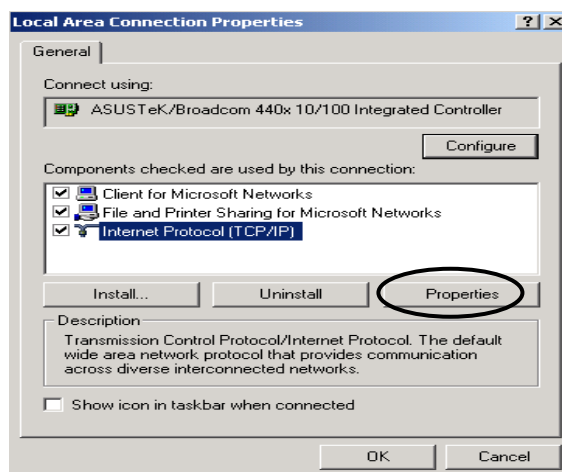 Local Area Connection Properties
General
Connect using:
ASUSTeK/Broadcom 440x 10/100 Integrated Controller
Configure
Components checked are used by this connection:
Client for Microsoft Networks
File and Printer Sharing for Microsoft Networks
Internet Protocol (TCP/IP)
Install... Uninstall Properties
Description
Transmission Control Protocol/Internet Protocol. The default
wide area network protocol that provides communication
across diverse interconnected networks.
Show icon in taskbar when connected
OK Cancel